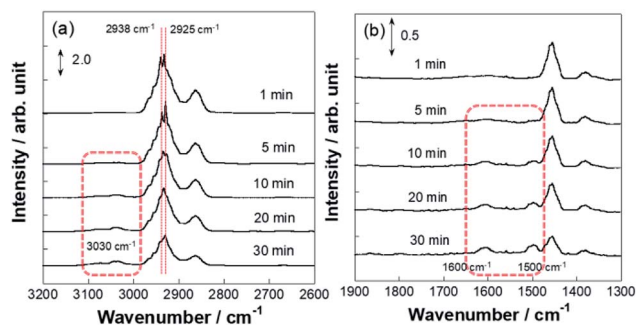 (a)
2938 cm⁻¹
2925 cm⁻¹
2.0
1 min
5 min
10 min
20 min
30 min
3030 cm⁻¹
Intensity / arb. unit
3200 3100 3000 2900 2800 2700 2600
Wavenumber / cm⁻¹
(b)
0.5
1 min
5 min
10 min
20 min
30 min
1600 cm⁻¹
1500 cm⁻¹
Intensity / arb. unit
1900 1800 1700 1600 1500 1400 1300
Wavenumber / cm⁻¹